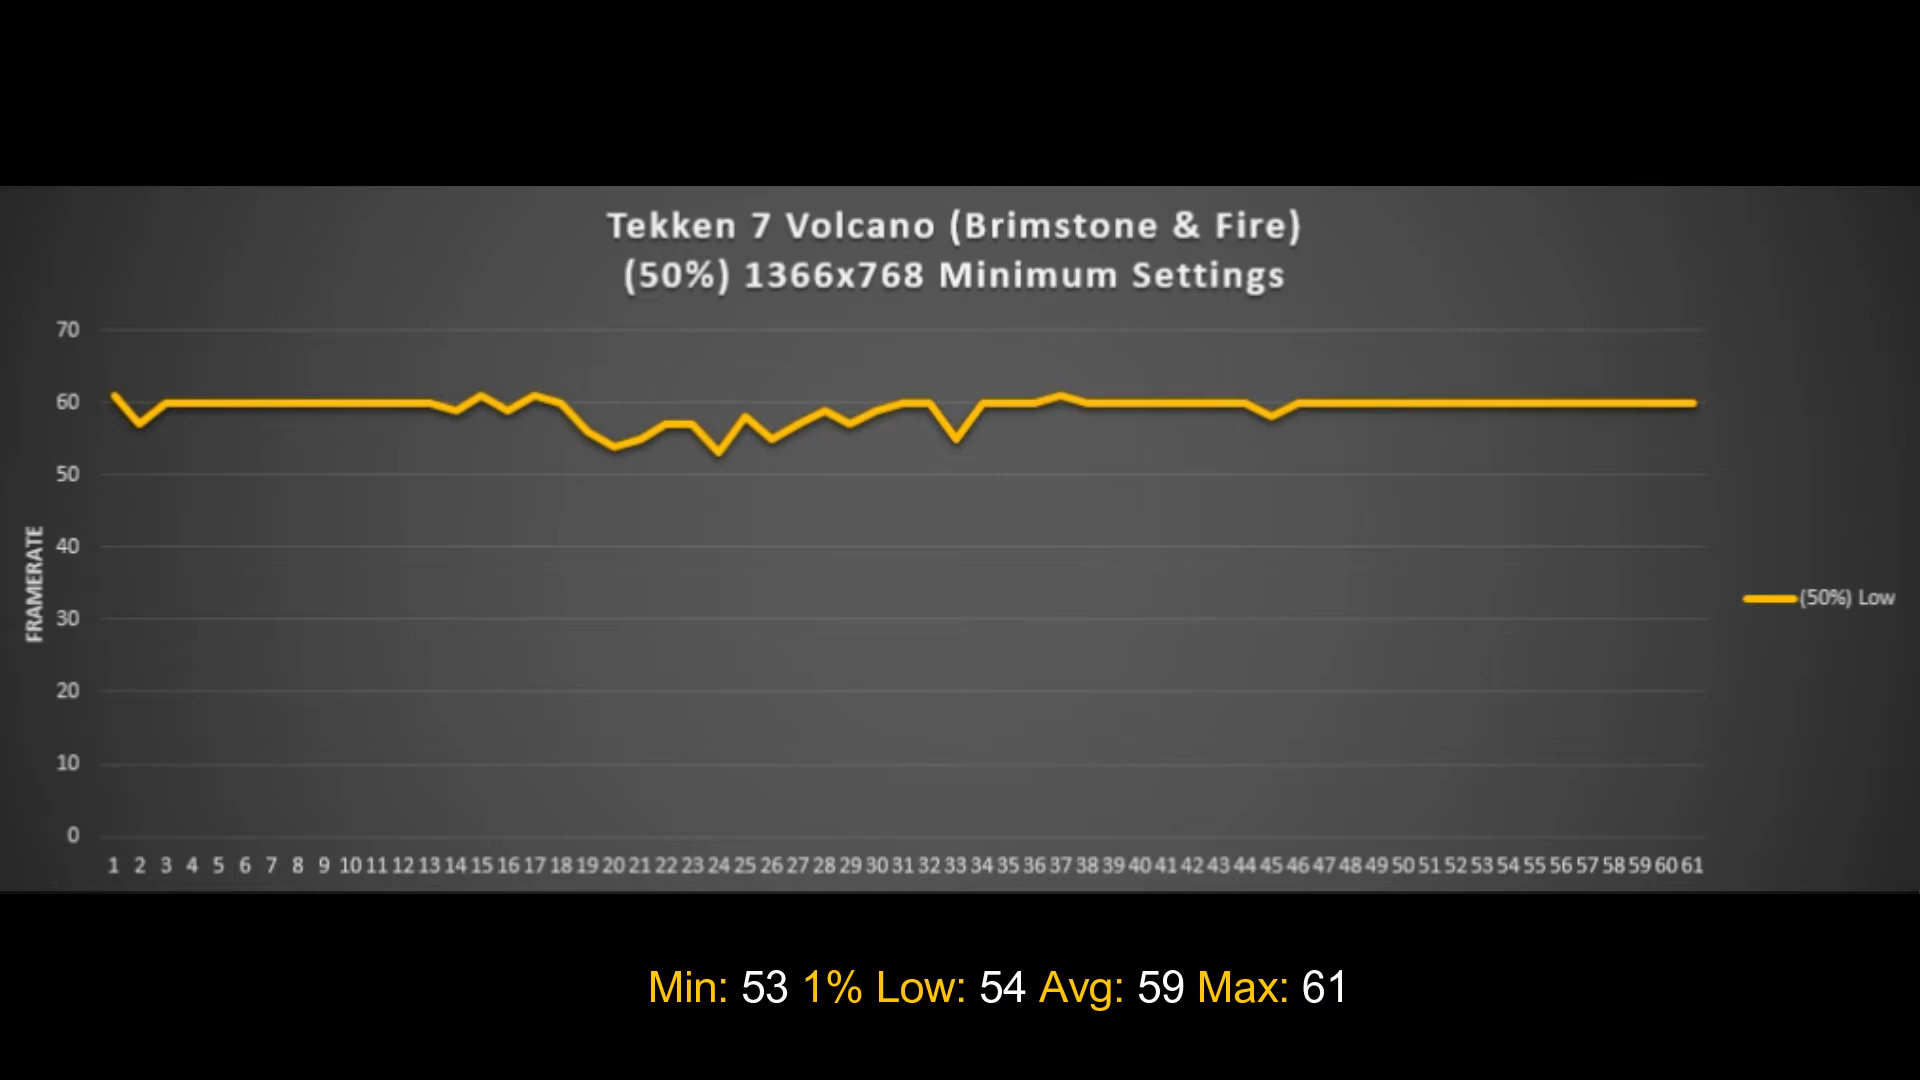 Tekken 7 Volcano (Brimstone & Fire)
(50%) 1366x768 Minimum Settings
70
60
50
40
30
20
10
0
FRAMERATE
1 2 3 4 5 6 7 8 9 10 11 12 13 14 15 16 17 18 19 20 21 22 23 24 25 26 27 28 29 30 31 32 33 34 35 36 37 38 39 40 41 42 43 44 45 46 47 48 49 50 51 52 53 54 55 56 57 58 59 60 61
(50%) Low
Min: 53 1% Low: 54 Avg: 59 Max: 61